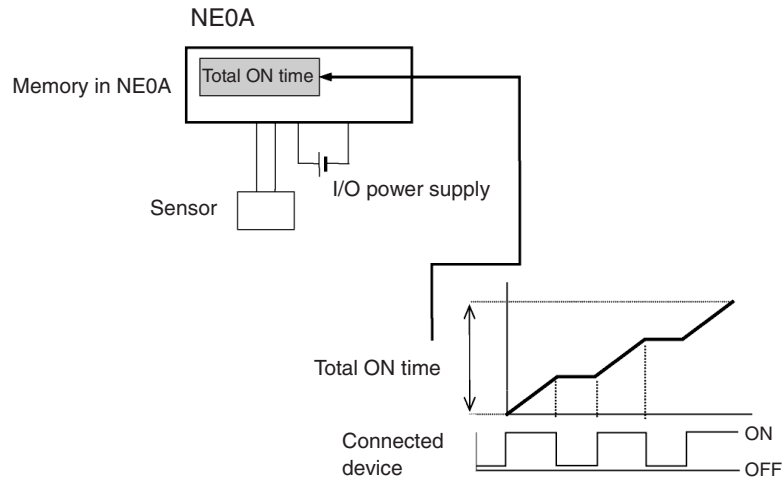 NE0A
Total ON time
Memory in NE0A
I/O power supply
Sensor
Total ON time
ON
Connected
device
OFF